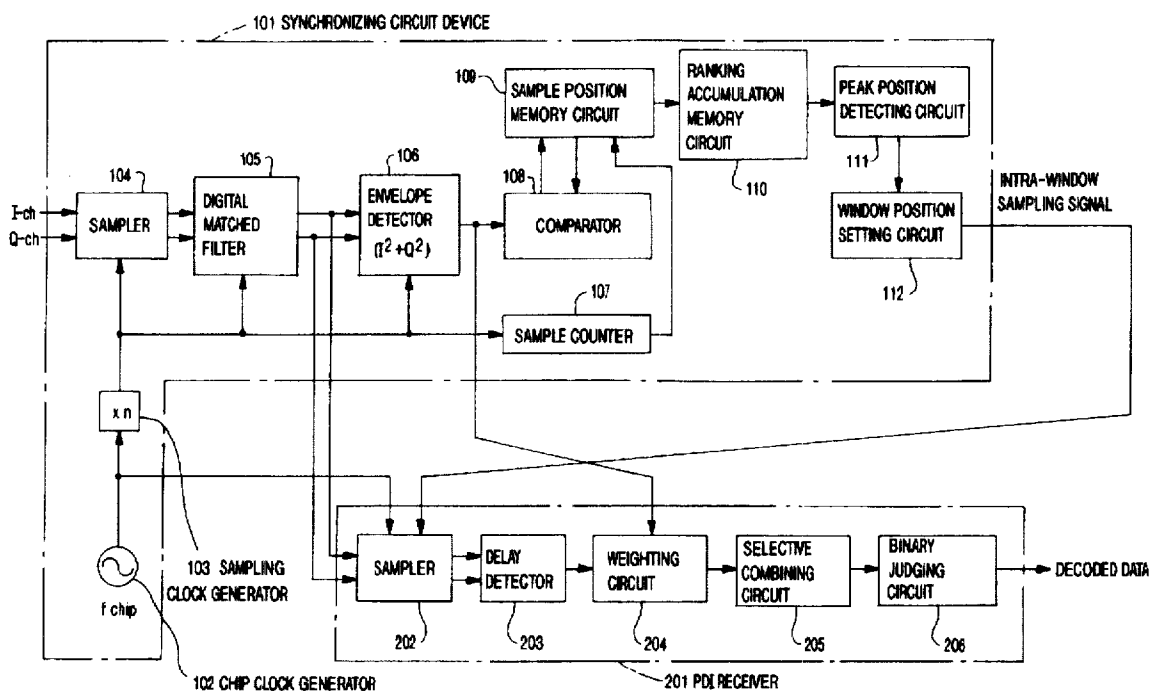 101 SYNCHRONIZING CIRCUIT DEVICE
109
SAMPLE POSITION
MEMORY CIRCUIT
RANKING
ACCUMULATION
MEMORY
CIRCUIT
110
PEAK POSITION
DETECTING CIRCUIT
111
I-ch
Q-ch
104
SAMPLER
105
DIGITAL
MATCHED
FILTER
106
ENVELOPE
DETECTOR
(I²+Q²)
108
COMPARATOR
WINDOW POSITION
SETTING CIRCUIT
112
INTRA-WINDOW
SAMPLING SIGNAL
107
SAMPLE COUNTER
x n
103 SAMPLING
CLOCK GENERATOR
f chip
102 CHIP CLOCK GENERATOR
SAMPLER
202
DELAY
DETECTOR
203
WEIGHTING
CIRCUIT
204
SELECTIVE
COMBINING
CIRCUIT
205
BINARY
JUDGING
CIRCUIT
206
DECODED DATA
201 PDI RECEIVER